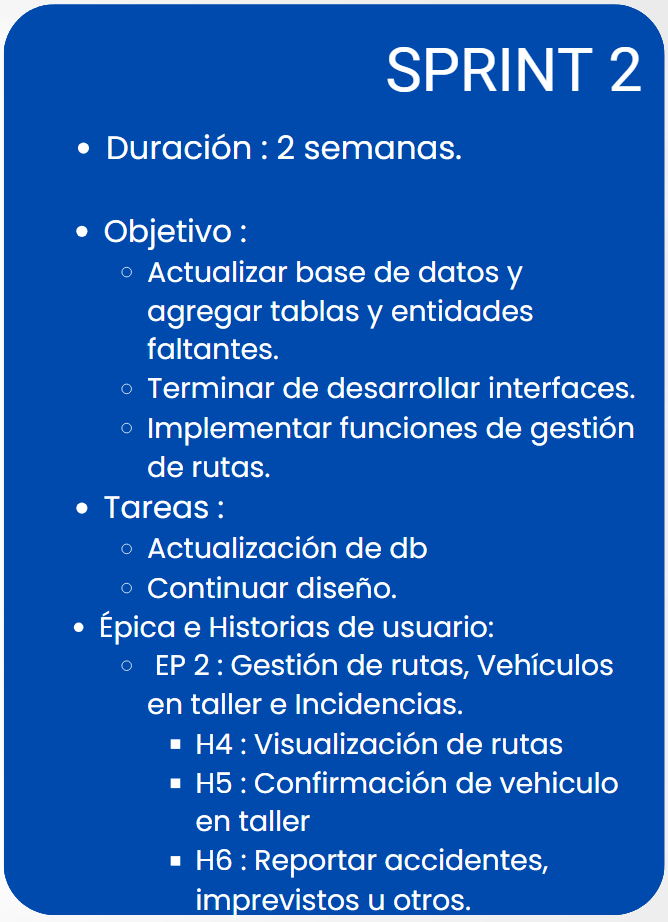 SPRINT 2
• Duración : 2 semanas.
• Objetivo :
◦ Actualizar base de datos y
agregar tablas y entidades
faltantes.
◦ Terminar de desarrollar interfaces.
◦ Implementar funciones de gestión
de rutas.
• Tareas :
◦ Actualización de db
◦ Continuar diseño.
• Épica e Historias de usuario:
◦ EP 2 : Gestión de rutas, Vehículos
en taller e Incidencias.
▪ H4 : Visualización de rutas
▪ H5 : Confirmación de vehiculo
en taller
▪ H6 : Reportar accidentes,
imprevistos u otros.